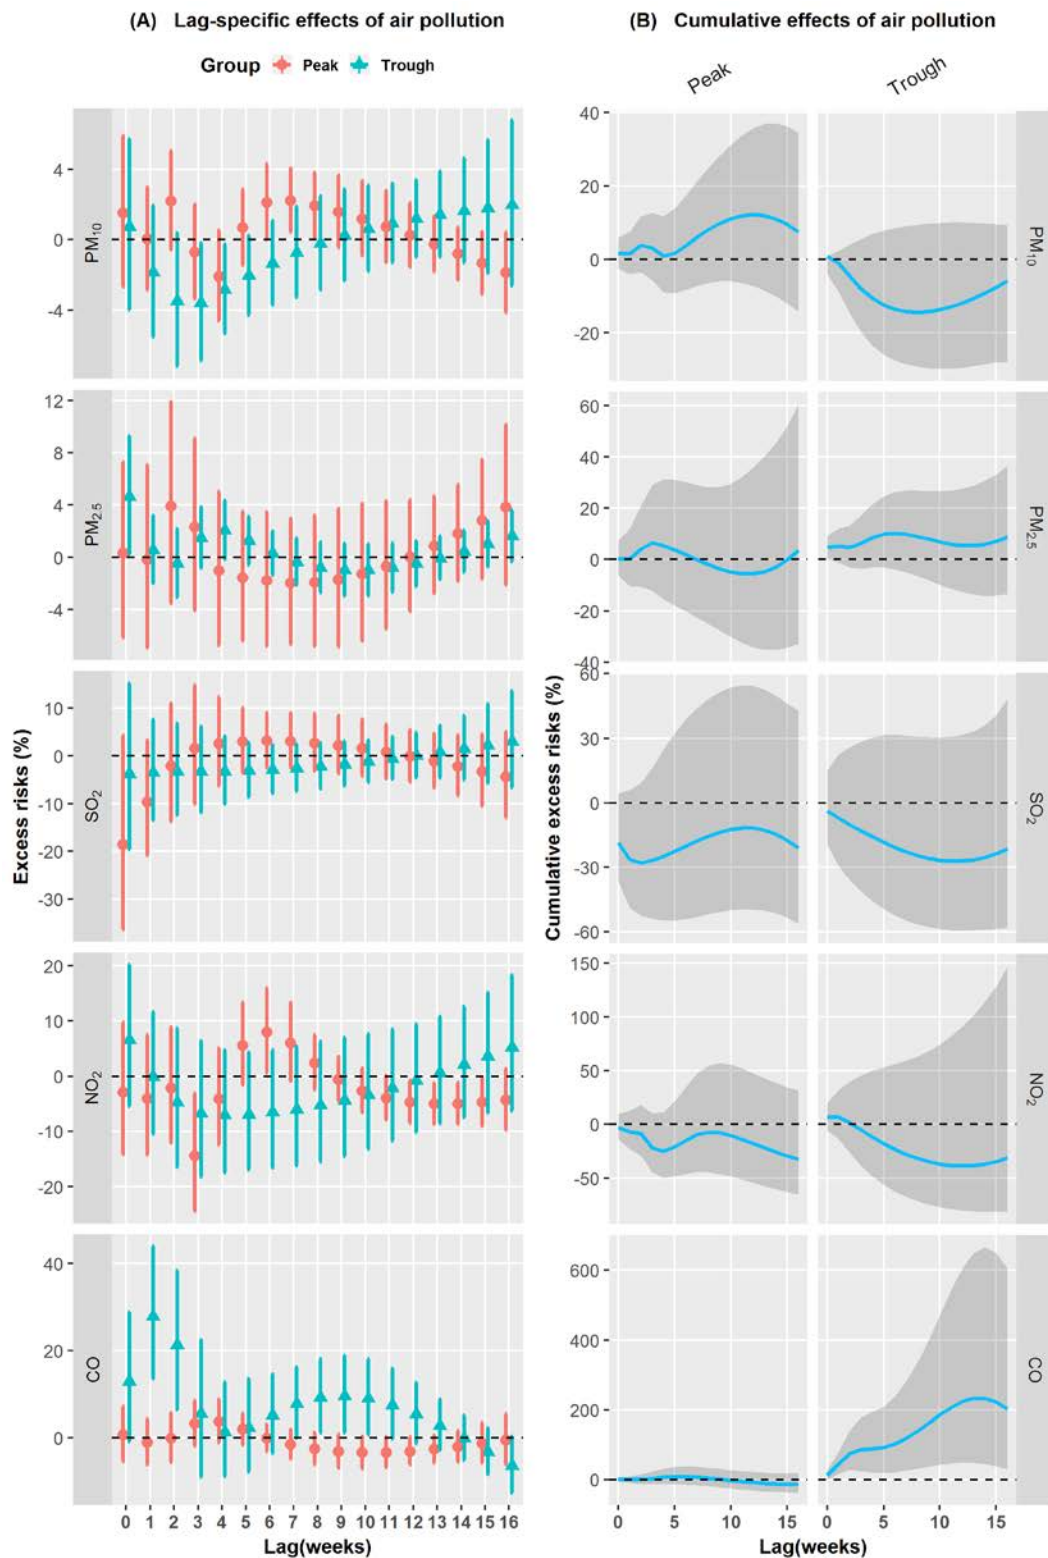 (A) Lag-specific effects of air pollution
(B) Cumulative effects of air pollution
Group Peak Trough
Peak
Trough
Excess risks (%)
PM10
4
0
-4
PM2.5
12
8
4
0
-4
SO2
10
0
-10
-20
-30
NO2
20
10
0
-10
-20
CO
40
20
0
0 1 2 3 4 5 6 7 8 9 10 11 12 13 14 15 16
Lag(weeks)
Cumulative excess risks (%)
40
20
0
-20
PM10
60
40
20
0
-20
-40
PM2.5
60
30
0
-30
-60
SO2
150
100
50
0
-50
NO2
600
400
200
0
CO
0 5 10 15 0 5 10 15
Lag(weeks)